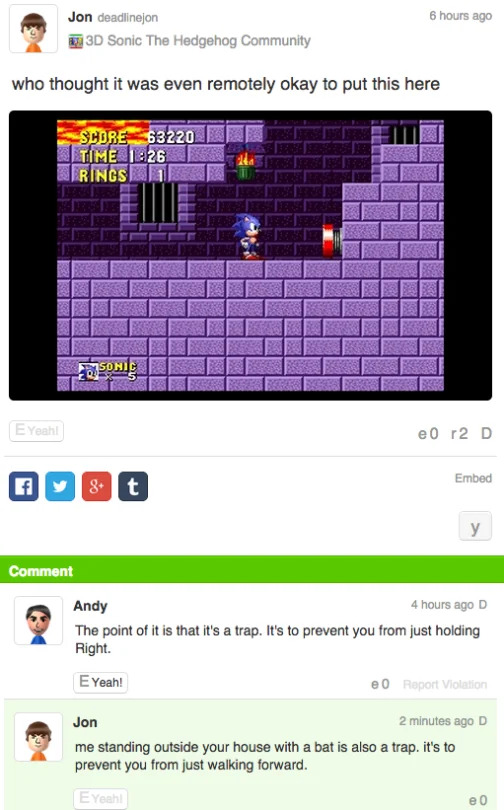 Jon deadlinejon
6 hours ago
3D Sonic The Hedgehog Community
who thought it was even remotely okay to put this here
SCORE 63220
TIME 1:26
RINGS 1
SONIC
x 5
E Yeah!
e 0 r 2 D
Embed
f
8+
t
y
Comment
Andy
4 hours ago D
The point of it is that it's a trap. It's to prevent you from just holding
Right.
E Yeah!
e 0 Report Violation
Jon
2 minutes ago D
me standing outside your house with a bat is also a trap. it's to
prevent you from just walking forward.
E Yeah!
e 0